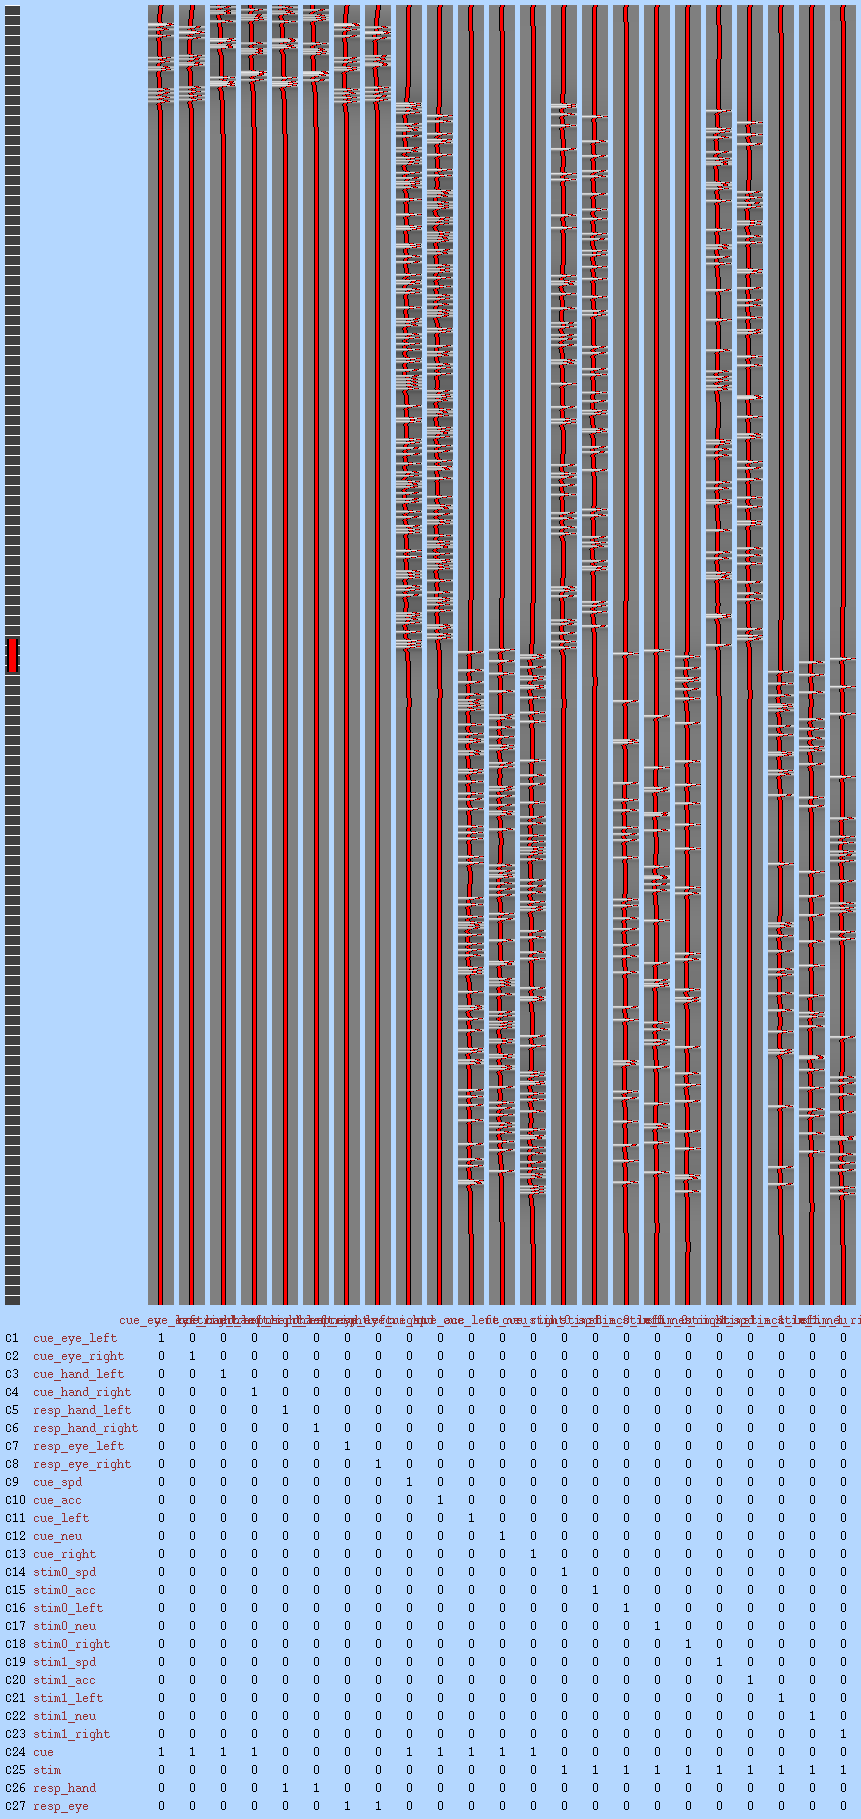 c1 cue_eye_left 1 0 0 0 0 0 0 0 0 0 0 0 0 0 0 0 0 0 0 0 0 0 0
c2 cue_eye_right 0 1 0 0 0 0 0 0 0 0 0 0 0 0 0 0 0 0 0 0 0 0 0
c3 cue_hand_left 0 0 1 0 0 0 0 0 0 0 0 0 0 0 0 0 0 0 0 0 0 0 0
c4 cue_hand_right 0 0 0 1 0 0 0 0 0 0 0 0 0 0 0 0 0 0 0 0 0 0 0
c5 resp_hand_left 0 0 0 0 1 0 0 0 0 0 0 0 0 0 0 0 0 0 0 0 0 0 0
c6 resp_hand_right 0 0 0 0 0 1 0 0 0 0 0 0 0 0 0 0 0 0 0 0 0 0 0
c7 resp_eye_left 0 0 0 0 0 0 1 0 0 0 0 0 0 0 0 0 0 0 0 0 0 0 0
c8 resp_eye_right 0 0 0 0 0 0 0 1 0 0 0 0 0 0 0 0 0 0 0 0 0 0 0
c9 cue_spd 0 0 0 0 0 0 0 0 1 0 0 0 0 0 0 0 0 0 0 0 0 0 0
c10 cue_acc 0 0 0 0 0 0 0 0 0 1 0 0 0 0 0 0 0 0 0 0 0 0 0
c11 cue_left 0 0 0 0 0 0 0 0 0 0 1 0 0 0 0 0 0 0 0 0 0 0 0
c12 cue_neu 0 0 0 0 0 0 0 0 0 0 0 1 0 0 0 0 0 0 0 0 0 0 0
c13 cue_right 0 0 0 0 0 0 0 0 0 0 0 0 1 0 0 0 0 0 0 0 0 0 0
c14 stim0_spd 0 0 0 0 0 0 0 0 0 0 0 0 0 1 0 0 0 0 0 0 0 0 0
c15 stim0_acc 0 0 0 0 0 0 0 0 0 0 0 0 0 0 1 0 0 0 0 0 0 0 0
c16 stim0_left 0 0 0 0 0 0 0 0 0 0 0 0 0 0 0 1 0 0 0 0 0 0 0
c17 stim0_neu 0 0 0 0 0 0 0 0 0 0 0 0 0 0 0 0 1 0 0 0 0 0 0
c18 stim0_right 0 0 0 0 0 0 0 0 0 0 0 0 0 0 0 0 0 1 0 0 0 0 0
c19 stim1_spd 0 0 0 0 0 0 0 0 0 0 0 0 0 0 0 0 0 0 1 0 0 0 0
c20 stim1_acc 0 0 0 0 0 0 0 0 0 0 0 0 0 0 0 0 0 0 0 1 0 0 0
c21 stim1_left 0 0 0 0 0 0 0 0 0 0 0 0 0 0 0 0 0 0 0 0 1 0 0
c22 stim1_neu 0 0 0 0 0 0 0 0 0 0 0 0 0 0 0 0 0 0 0 0 0 1 0
c23 stim1_right 0 0 0 0 0 0 0 0 0 0 0 0 0 0 0 0 0 0 0 0 0 0 1
c24 cue 1 1 1 1 0 0 0 0 1 1 1 1 1 0 0 0 0 0 0 0 0 0 0
c25 stim 0 0 0 0 0 0 0 0 0 0 0 0 0 1 1 1 1 1 1 1 1 1 1
c26 resp_hand 0 0 0 0 1 1 0 0 0 0 0 0 0 0 0 0 0 0 0 0 0 0 0
c27 resp_eye 0 0 0 0 0 0 1 1 0 0 0 0 0 0 0 0 0 0 0 0 0 0 0